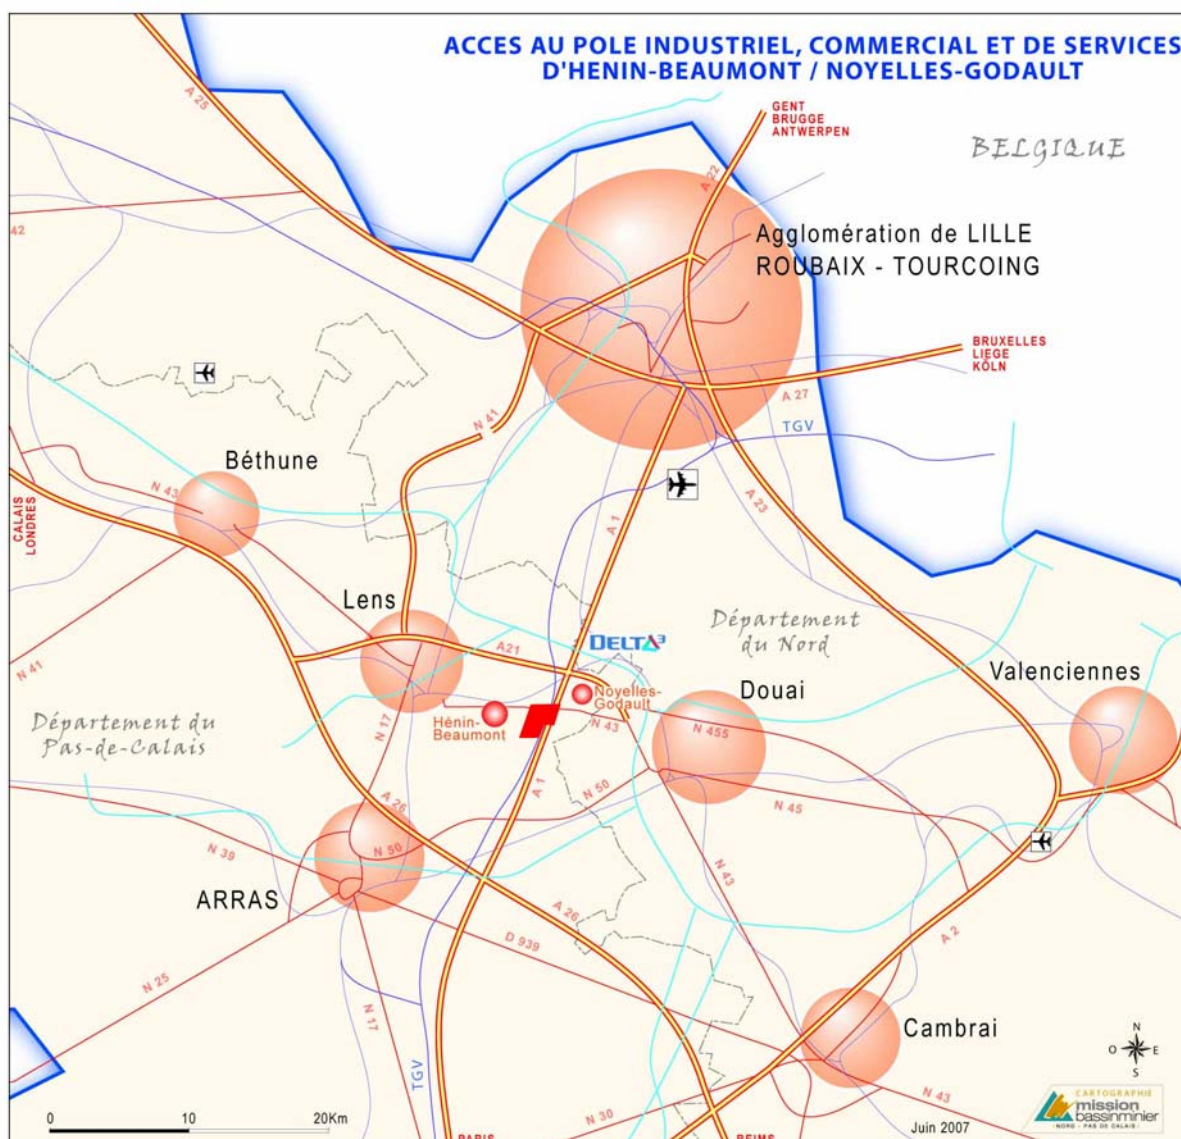 ACCES AU POLE INDUSTRIEL, COMMERCIAL ET DE SERVICES
D'HENIN-BEAUMONT / NOYELLES-GODAULT
A 25
GENT
BRUGGE
ANTWERPEN
BELGIQUE
A 22
42
Agglomération de LILLE
ROUBAIX - TOURCOING
BRUXELLES
LIEGE
KÖLN
A 27
N 41
TGV
Béthune
N 43
CALAIS
LONDRES
A 1
A 23
Lens
Département
du Nord
DELTA3
A21
N 41
Valenciennes
Noyelles-
Godault
Douai
Département du
Pas-de-Calais
N 17
Hénin-
Beaumont
N 43
N 455
A 1
N 50
N 45
A 26
N 39
N 50
N 43
ARRAS
A 26
D 939
A 2
N 25
N 17
Cambrai
TGV
N
O E
S
N 43
N 30
0 10 20Km
PARIS
REIMS
Juin 2007
CARTOGRAPHIE
mission
bassinminier
NORD - PAS DE CALAIS